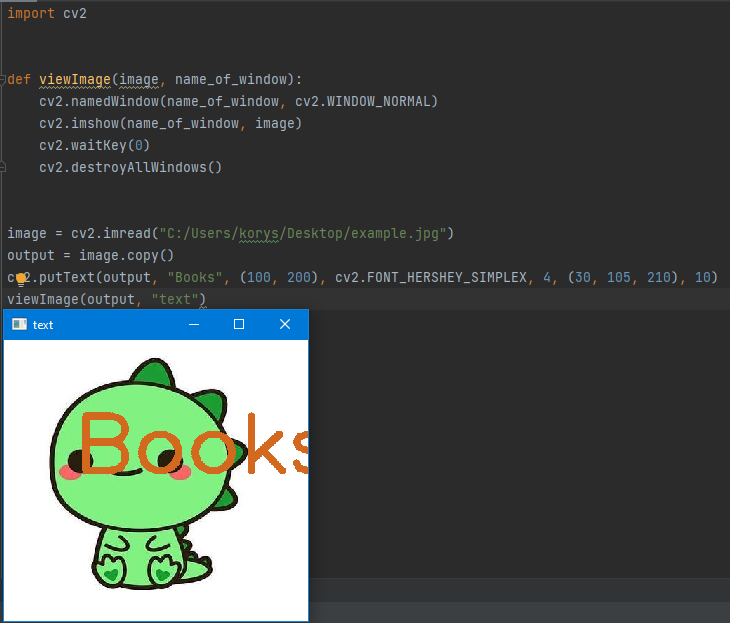 import cv2
def viewImage(image, name_of_window):
    cv2.namedWindow(name_of_window, cv2.WINDOW_NORMAL)
    cv2.imshow(name_of_window, image)
    cv2.waitKey(0)
    cv2.destroyAllWindows()
image = cv2.imread("C:/Users/korys/Desktop/example.jpg")
output = image.copy()
cv2.putText(output, "Books", (100, 200), cv2.FONT_HERSHEY_SIMPLEX, 4, (30, 105, 210), 10)
viewImage(output, "text")
text
Books